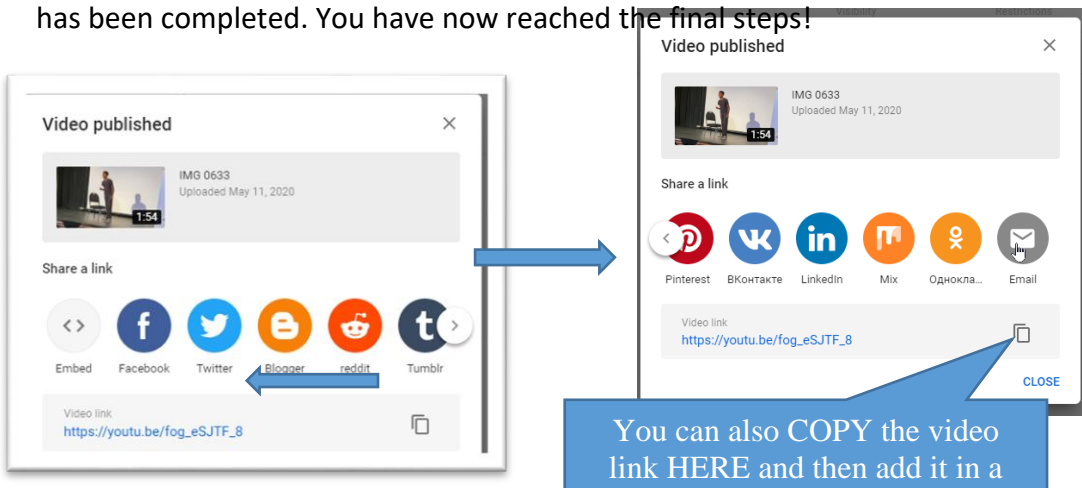 has been completed. You have now reached the final steps!
Video published
1:54
IMG 0633
Uploaded May 11, 2020
Share a link
Embed Facebook Twitter Blogger reddit Tumblr
Video link
https://youtu.be/fog_eSJTF_8
Visibility Restrictions
Video published
1:54
IMG 0633
Uploaded May 11, 2020
Share a link
Pinterest ВКонтакте LinkedIn Mix Однокла... Email
Video link
https://youtu.be/fog_eSJTF_8
CLOSE
You can also COPY the video
link HERE and then add it in a